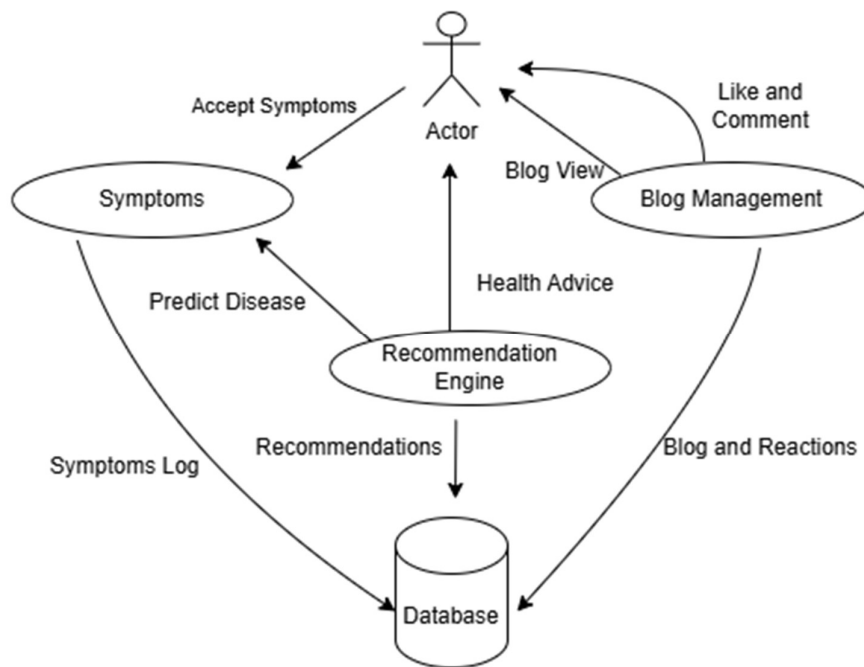 Accept Symptoms
Actor
Like and
Comment
Blog View
Symptoms
Blog Management
Predict Disease
Health Advice
Recommendation
Engine
Recommendations
Symptoms Log
Blog and Reactions
Database